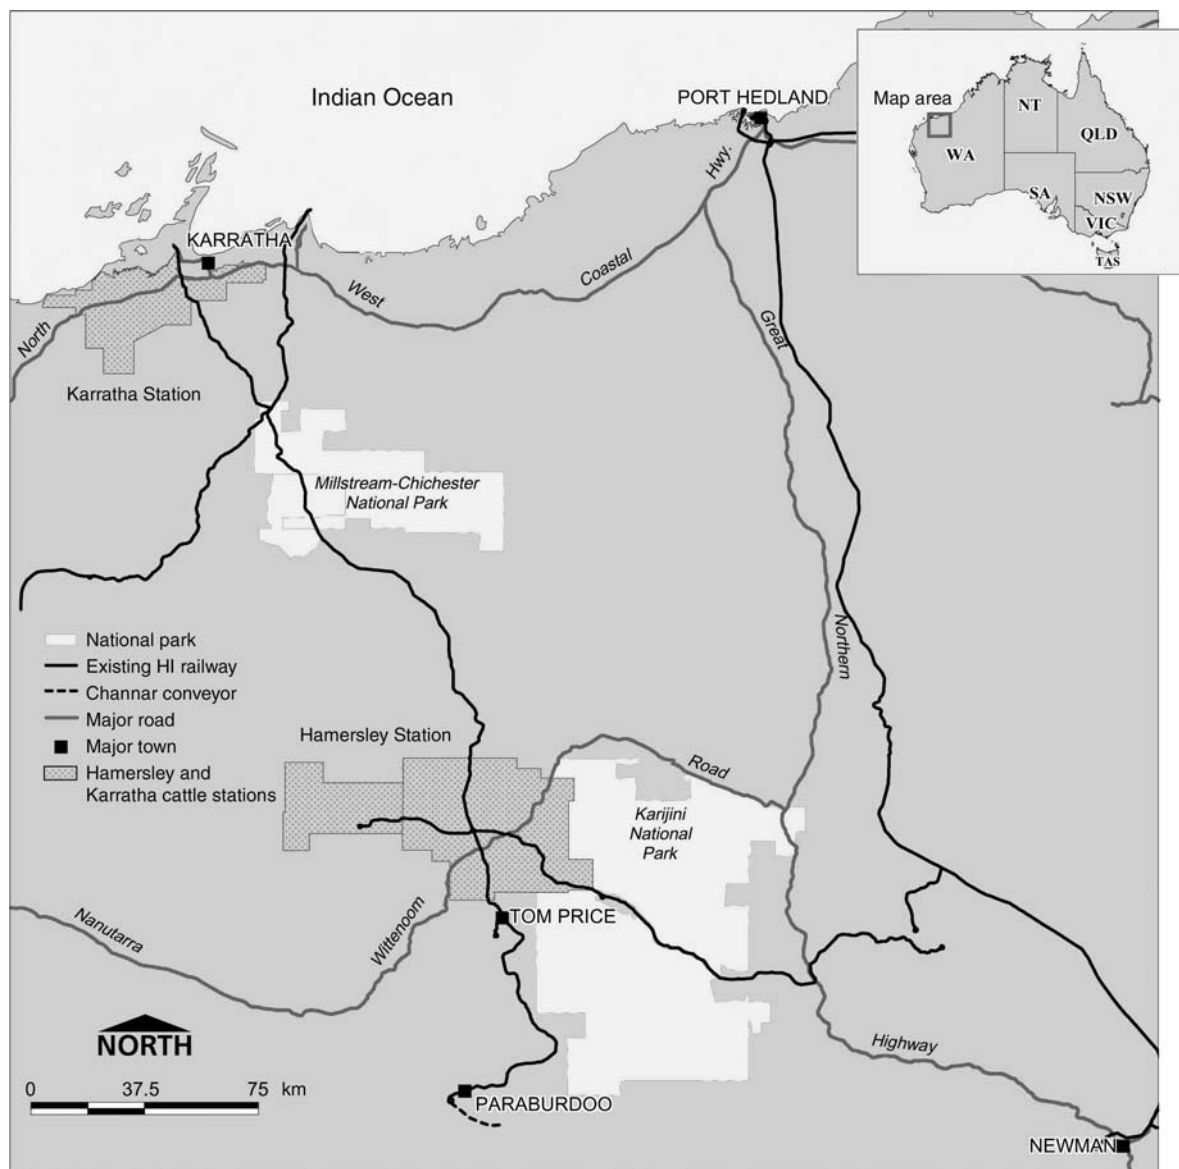 Indian Ocean
PORT HEDLAND
Map area
NT
QLD
WA
SA
NSW
VIC
TAS
Hwy.
KARRATHA
Coastal
West
North
Great
Karratha Station
Millstream-Chichester
National Park
National park
Existing HI railway
Channar conveyor
Major road
Major town
Hamersley and
Karratha cattle stations
Northern
Hamersley Station
Road
Karijini
National
Park
TOM PRICE
Nanutarra
Wittenoom
NORTH
Highway
0 37.5 75 km
PARABURDOO
NEWMAN